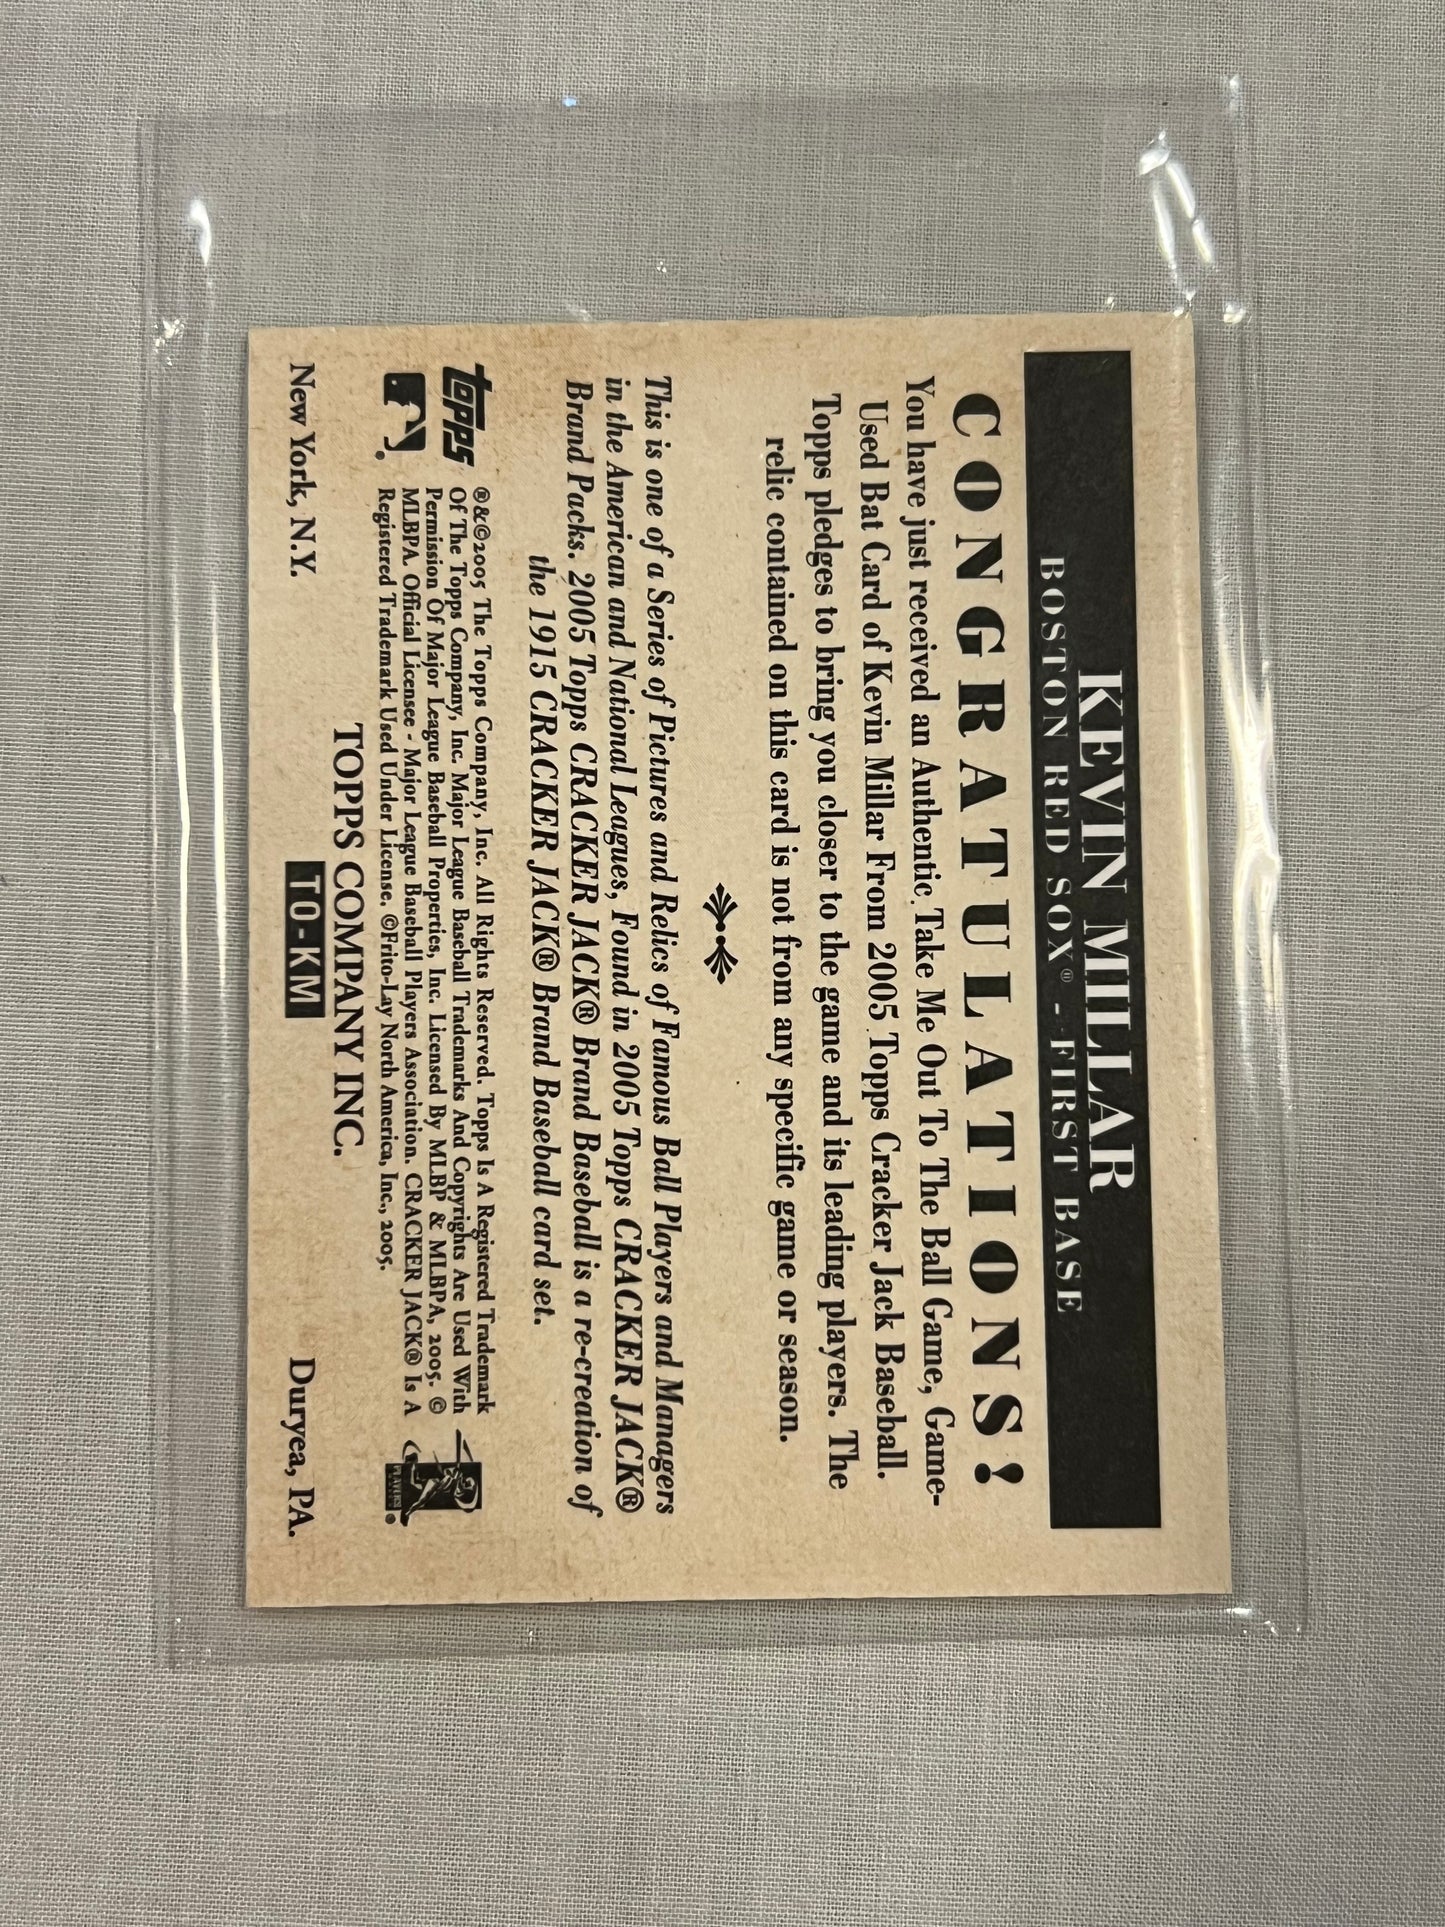 KEVIN MILLAR
BOSTON RED SOX® - FIRST BASE
CONGRATULATIONS!
You have just received an Authentic Take Me Out To The Ball Game, Game-
Used Bat Card of Kevin Millar From 2005 Topps Cracker Jack Baseball.
Topps pledges to bring you closer to the game and its leading players. The
relic contained on this card is not from any specific game or season.
This is one of a Series of Pictures and Relics of Famous Ball Players and Managers
in the American and National Leagues, Found in 2005 Topps CRACKER JACK®
Brand Packs. 2005 Topps CRACKER JACK® Brand Baseball is a re-creation of
the 1915 CRACKER JACK® Brand Baseball card set.
Topps
®&©2005 The Topps Company, Inc. All Rights Reserved. Topps Is A Registered Trademark
Of The Topps Company, Inc. Major League Baseball Trademarks And Copyrights Are Used With
Permission Of Major League Baseball Properties, Inc. Licensed By MLBP & MLBPA, 2005. ©
MLBPA. Official Licensee - Major League Baseball Players Association. CRACKER JACK® Is A
Registered Trademark Used Under License. ©Frito-Lay North America, Inc., 2005.
PLAYERS
TOPPS COMPANY INC.
New York, N.Y. TO-KM Duryea, PA.